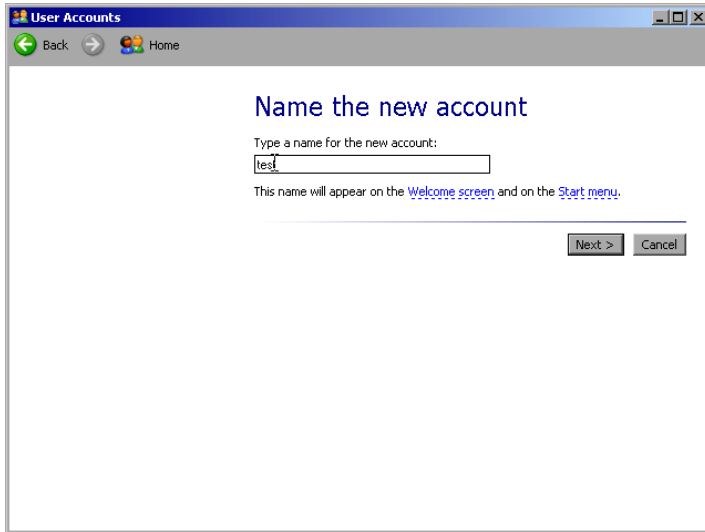 User Accounts
Back Home
Name the new account
Type a name for the new account:
test
This name will appear on the Welcome screen and on the Start menu.
Next > Cancel